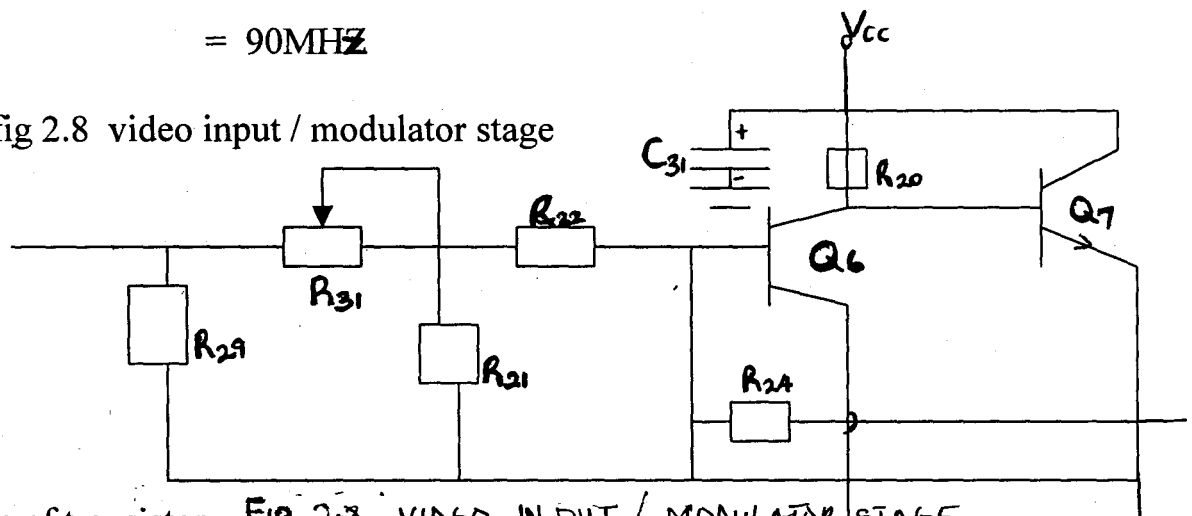 = 90MHZ
Vcc
fig 2.8 video input / modulator stage
C31
+
-
R20
R22
Q7
Q6
R31
R29
R21
R24
FIG 2.8 VIDEO INPUT / MODULATOR STAGE